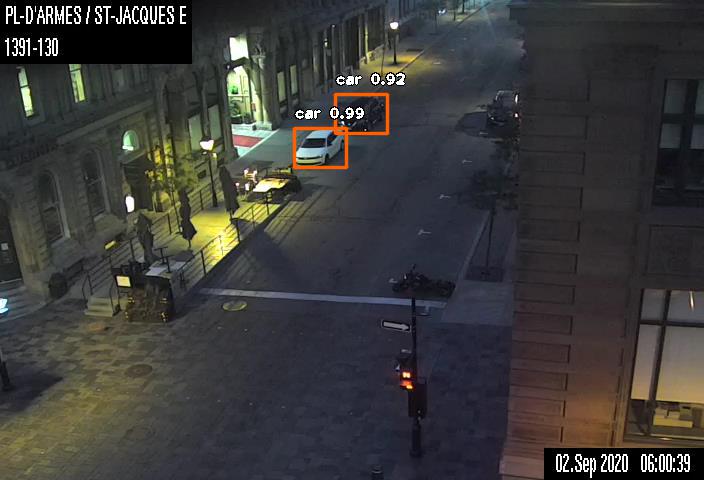 PL-D'ARMES / ST-JACQUES E
1391-130
car 0.92
car 0.99
02.Sep 2020 06:00:39